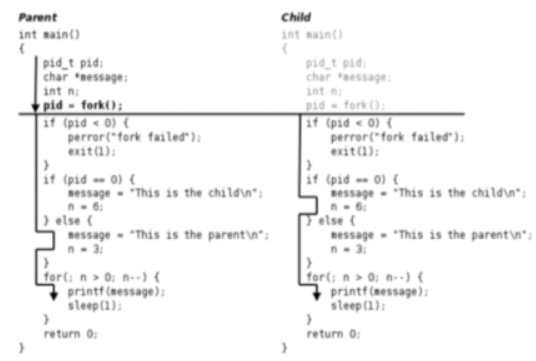 Parent
int main()
{
pid_t pid;
char *message;
int n;
pid = fork();
if (pid < 0) {
perror("fork failed");
exit(1);
}
if (pid == 0) {
message = "This is the child\n";
n = 6;
} else {
message = "This is the parent\n";
n = 3;
}
for(; n > 0; n--) {
printf(message);
sleep(1);
}
return 0;
}
Child
int main()
{
pid_t pid;
char *message;
int n;
pid = fork();
if (pid < 0) {
perror("fork failed");
exit(1);
}
if (pid == 0) {
message = "This is the child\n";
n = 6;
} else {
message = "This is the parent\n";
n = 3;
}
for(; n > 0; n--) {
printf(message);
sleep(1);
}
return 0;
}